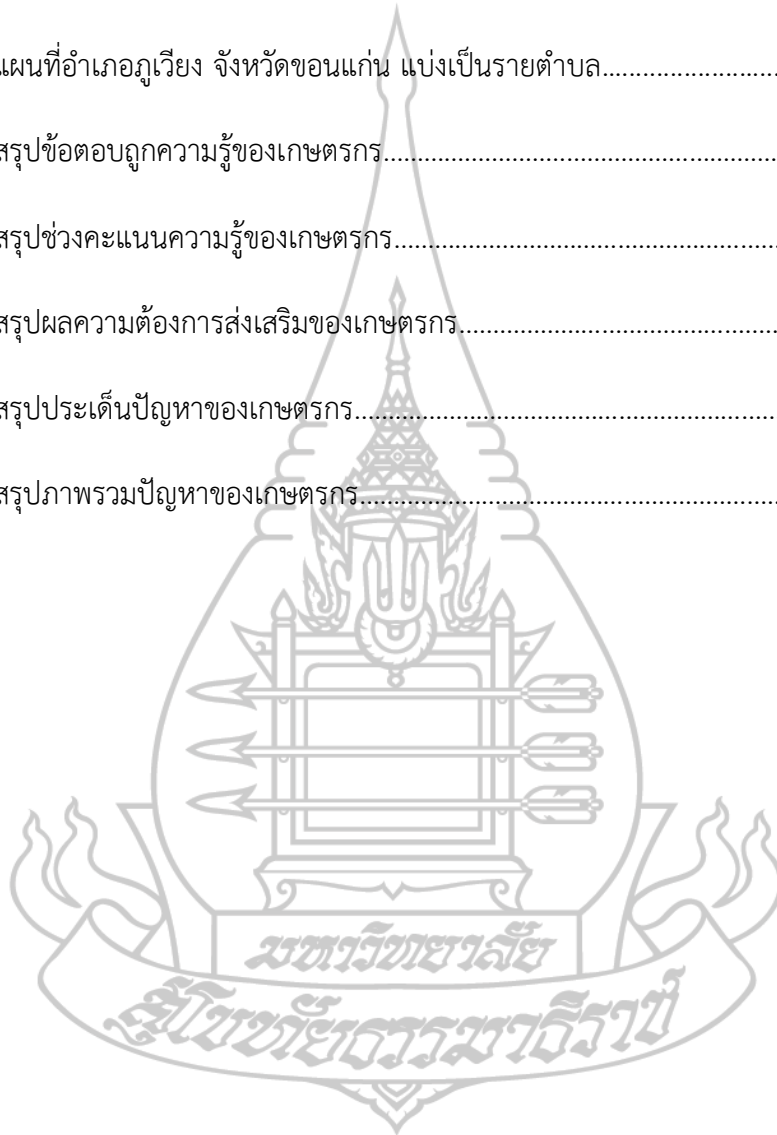 แผนที่อำเภอภูเวียง จังหวัดขอนแก่น แบ่งเป็นรายตำบล..........................
สรุปข้อตอบถูกความรู้ของเกษตรกร..........................................................
สรุปช่วงคะแนนความรู้ของเกษตรกร.........................................................
สรุปผลความต้องการส่งเสริมของเกษตรกร................................................
สรุปประเด็นปัญหาของเกษตรกร...............................................................
สรุปภาพรวมปัญหาของเกษตรกร..............................................................
มหาวิทยาลัย
สุโขทัยธรรมาธิราช